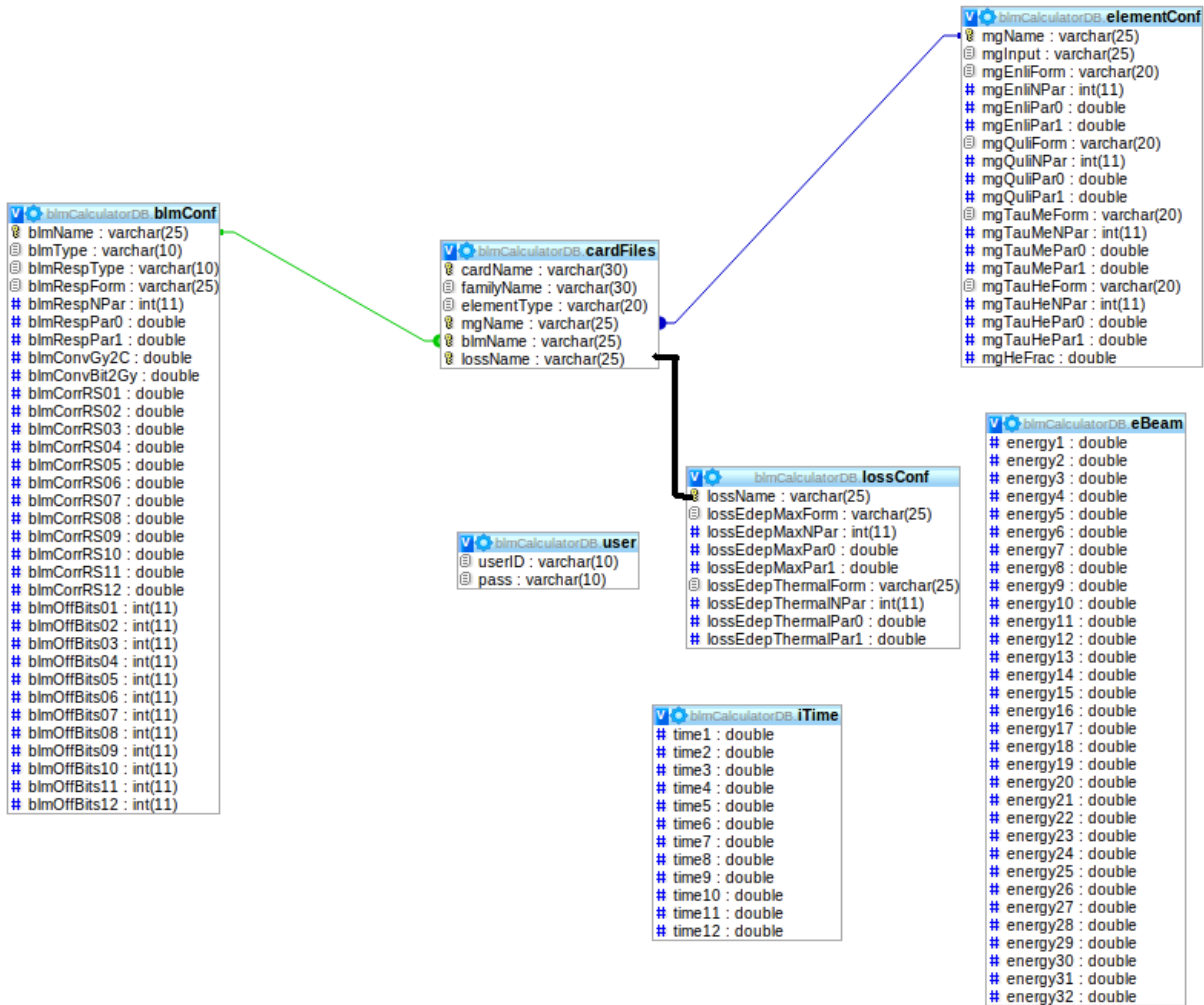 blmCalculatorDB.elementConf
mgName : varchar(25)
mgInput : varchar(25)
mgEnliForm : varchar(20)
# mgEnliNPar : int(11)
# mgEnliPar0 : double
# mgEnliPar1 : double
mgQuliForm : varchar(20)
# mgQuliNPar : int(11)
# mgQuliPar0 : double
# mgQuliPar1 : double
mgTauMeForm : varchar(20)
# mgTauMeNPar : int(11)
# mgTauMePar0 : double
# mgTauMePar1 : double
mgTauHeForm : varchar(20)
# mgTauHeNPar : int(11)
# mgTauHePar0 : double
# mgTauHePar1 : double
# mgHeFrac : double
blmCalculatorDB.blmConf
blmName : varchar(25)
blmType : varchar(10)
blmRespType : varchar(10)
blmRespForm : varchar(25)
# blmRespNPar : int(11)
# blmRespPar0 : double
# blmRespPar1 : double
# blmConvGy2C : double
# blmConvBit2Gy : double
# blmCorrRS01 : double
# blmCorrRS02 : double
# blmCorrRS03 : double
# blmCorrRS04 : double
# blmCorrRS05 : double
# blmCorrRS06 : double
# blmCorrRS07 : double
# blmCorrRS08 : double
# blmCorrRS09 : double
# blmCorrRS10 : double
# blmCorrRS11 : double
# blmCorrRS12 : double
# blmOffBits01 : int(11)
# blmOffBits02 : int(11)
# blmOffBits03 : int(11)
# blmOffBits04 : int(11)
# blmOffBits05 : int(11)
# blmOffBits06 : int(11)
# blmOffBits07 : int(11)
# blmOffBits08 : int(11)
# blmOffBits09 : int(11)
# blmOffBits10 : int(11)
# blmOffBits11 : int(11)
# blmOffBits12 : int(11)
blmCalculatorDB.cardFiles
cardName : varchar(30)
familyName : varchar(30)
elementType : varchar(20)
mgName : varchar(25)
blmName : varchar(25)
lossName : varchar(25)
blmCalculatorDB.lossConf
lossName : varchar(25)
lossEdepMaxForm : varchar(25)
# lossEdepMaxNPar : int(11)
# lossEdepMaxPar0 : double
# lossEdepMaxPar1 : double
lossEdepThermalForm : varchar(25)
# lossEdepThermalNPar : int(11)
# lossEdepThermalPar0 : double
# lossEdepThermalPar1 : double
blmCalculatorDB.user
userID : varchar(10)
pass : varchar(10)
blmCalculatorDB.iTime
# time1 : double
# time2 : double
# time3 : double
# time4 : double
# time5 : double
# time6 : double
# time7 : double
# time8 : double
# time9 : double
# time10 : double
# time11 : double
# time12 : double
blmCalculatorDB.eBeam
# energy1 : double
# energy2 : double
# energy3 : double
# energy4 : double
# energy5 : double
# energy6 : double
# energy7 : double
# energy8 : double
# energy9 : double
# energy10 : double
# energy11 : double
# energy12 : double
# energy13 : double
# energy14 : double
# energy15 : double
# energy16 : double
# energy17 : double
# energy18 : double
# energy19 : double
# energy20 : double
# energy21 : double
# energy22 : double
# energy23 : double
# energy24 : double
# energy25 : double
# energy26 : double
# energy27 : double
# energy28 : double
# energy29 : double
# energy30 : double
# energy31 : double
# energy32 : double